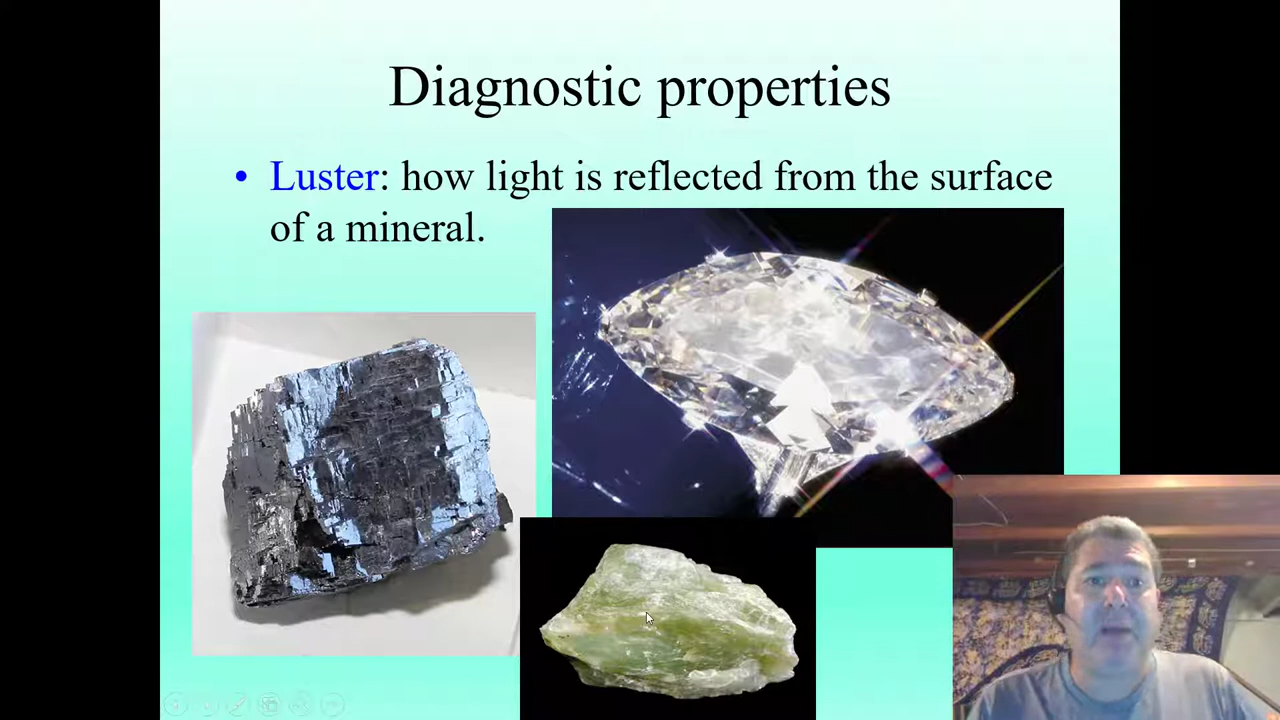 Diagnostic properties
• Luster: how light is reflected from the surface
of a mineral.